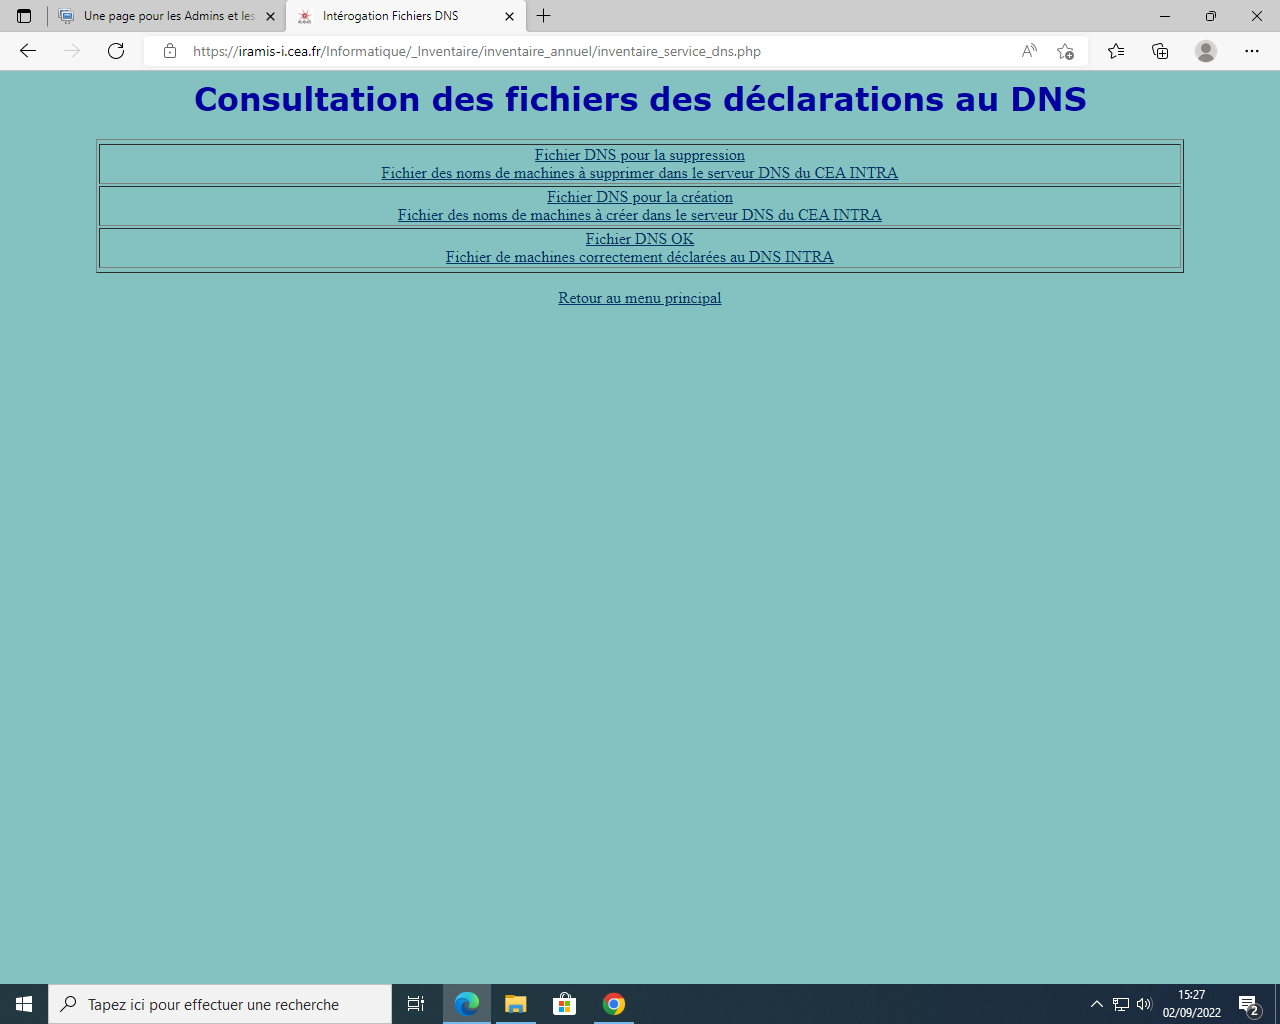 Une page pour les Admins et les
Intérogation Fichiers DNS
https://iramis-i.cea.fr/Informatique/_Inventaire/inventaire_annuel/inventaire_service_dns.php
Consultation des fichiers des déclarations au DNS
Fichier DNS pour la suppression
Fichier des noms de machines à supprimer dans le serveur DNS du CEA INTRA
Fichier DNS pour la création
Fichier des noms de machines à créer dans le serveur DNS du CEA INTRA
Fichier DNS OK
Fichier de machines correctement déclarées au DNS INTRA
Retour au menu principal
Tapez ici pour effectuer une recherche
15:27
02/09/2022
2